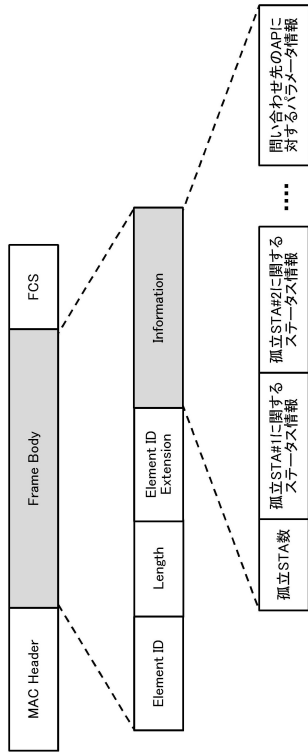 MAC Header
Frame Body
FCS
Element ID
Length
Element ID
Extension
Information
孤立STA数
孤立STA#1に関する
ステータス情報
孤立STA#2に関する
ステータス情報
....
問い合わせ先のAPに
対するパラメータ情報